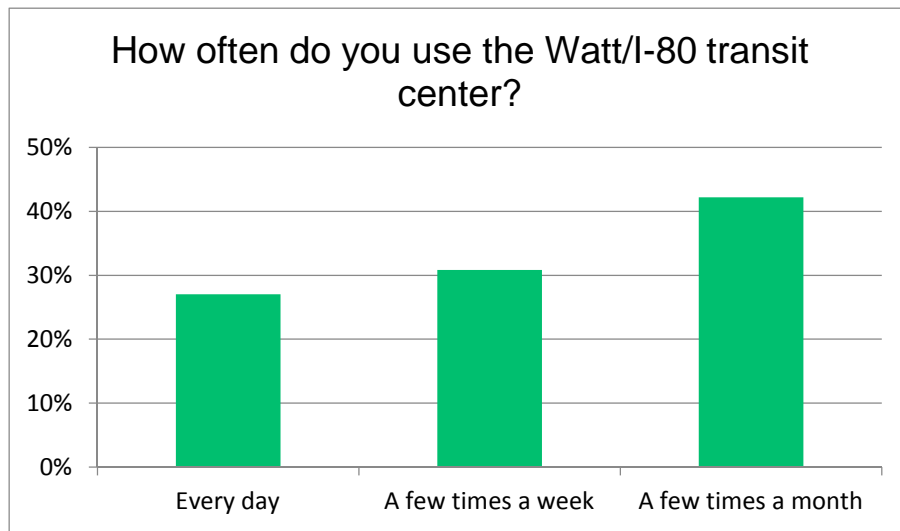 How often do you use the Watt/I-80 transit
center?
50%
40%
30%
20%
10%
0%
Every day
A few times a week
A few times a month